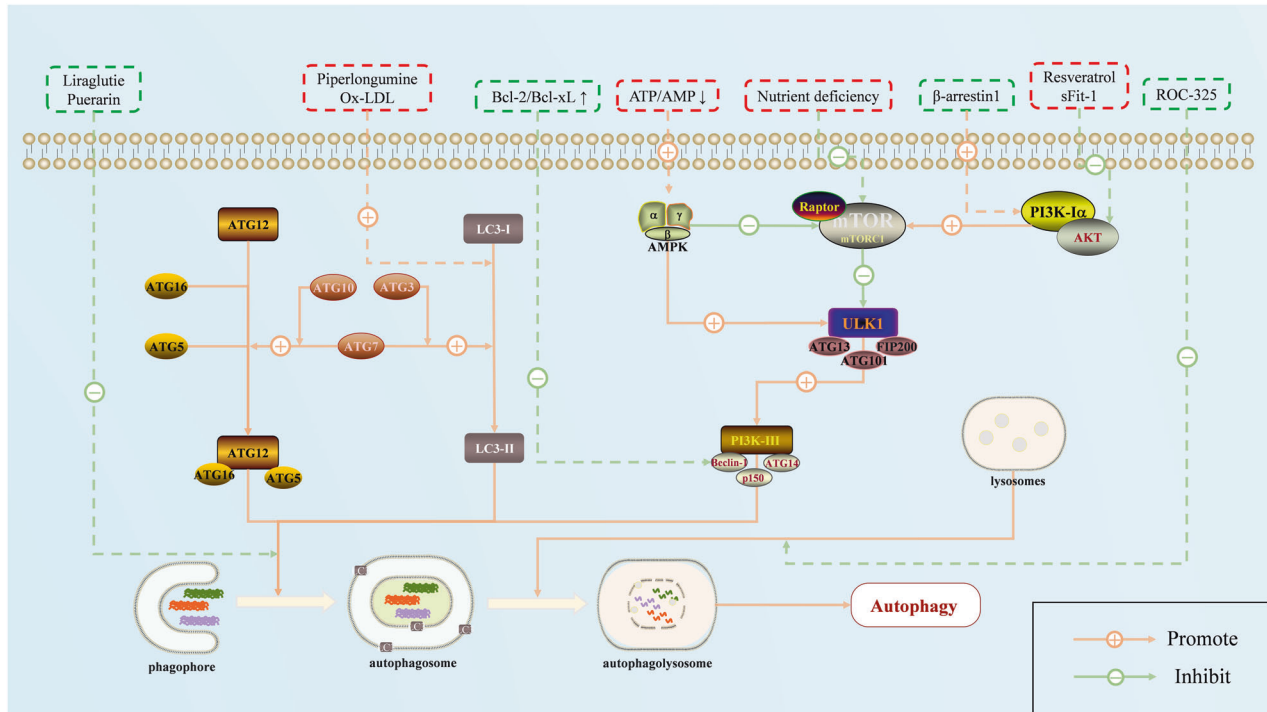 Liraglutie
Puerarin
Piperlongumine
Ox-LDL
Bcl-2/Bcl-xL ↑
ATP/AMP ↓
Nutrient deficiency
β-arrestin1
Resveratrol
sFit-1
ROC-325
ATG12
LC3-I
α
γ
β
AMPK
Raptor
mTOR
mTORC1
PI3K-Iα
AKT
ATG16
ATG10
ATG3
ATG5
ATG7
ULK1
ATG13
FIP200
ATG101
ATG12
ATG16
ATG5
LC3-II
PI3K-III
Beclin-1
ATG14
p150
lysosomes
C
C
C
C
phagophore
autophagosome
autophagolysosome
Autophagy
Promote
Inhibit